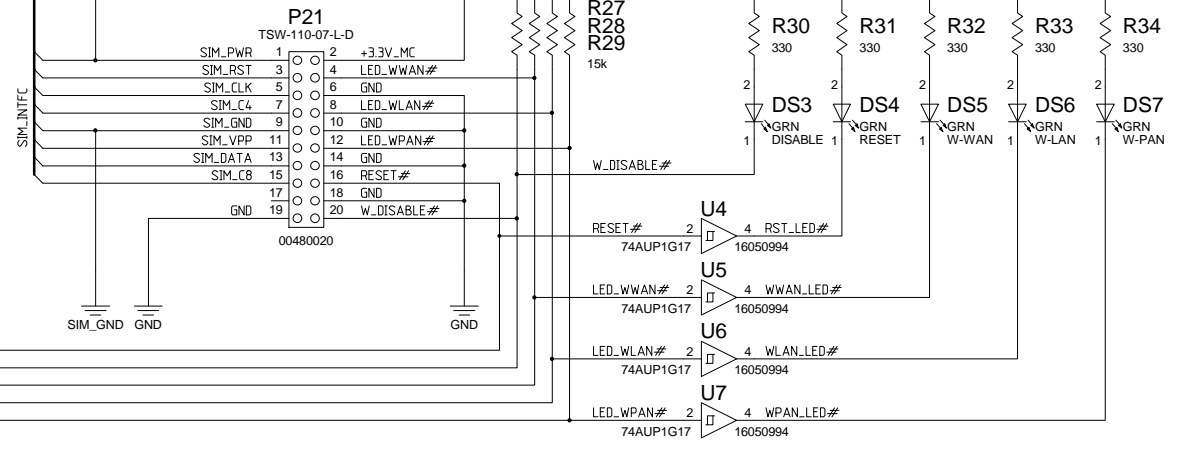 R27
R28
R29
15k
R30
330
R31
330
R32
330
R33
330
R34
330
P21
TSW-110-07-L-D
SIM_PWR 1 2 +3.3V_MC
SIM_RST 3 4 LED_WWAN#
SIM_CLK 5 6 GND
SIM_C4 7 8 LED_WLAN#
SIM_GND 9 10 GND
SIM_VPP 11 12 LED_WPAN#
SIM_DATA 13 14 GND
SIM_C8 15 16 RESET#
17 18 GND
GND 19 20 W_DISABLE#
00480020
SIM_INTFC
SIM_GND
GND
GND
2
DS3
GRN
DISABLE
1
2
DS4
GRN
RESET
1
2
DS5
GRN
W-WAN
1
2
DS6
GRN
W-LAN
1
2
DS7
GRN
W-PAN
1
W_DISABLE#
U4
RESET# 2 4 RST_LED#
74AUP1G17 16050994
U5
LED_WWAN# 2 4 WWAN_LED#
74AUP1G17 16050994
U6
LED_WLAN# 2 4 WLAN_LED#
74AUP1G17 16050994
U7
LED_WPAN# 2 4 WPAN_LED#
74AUP1G17 16050994